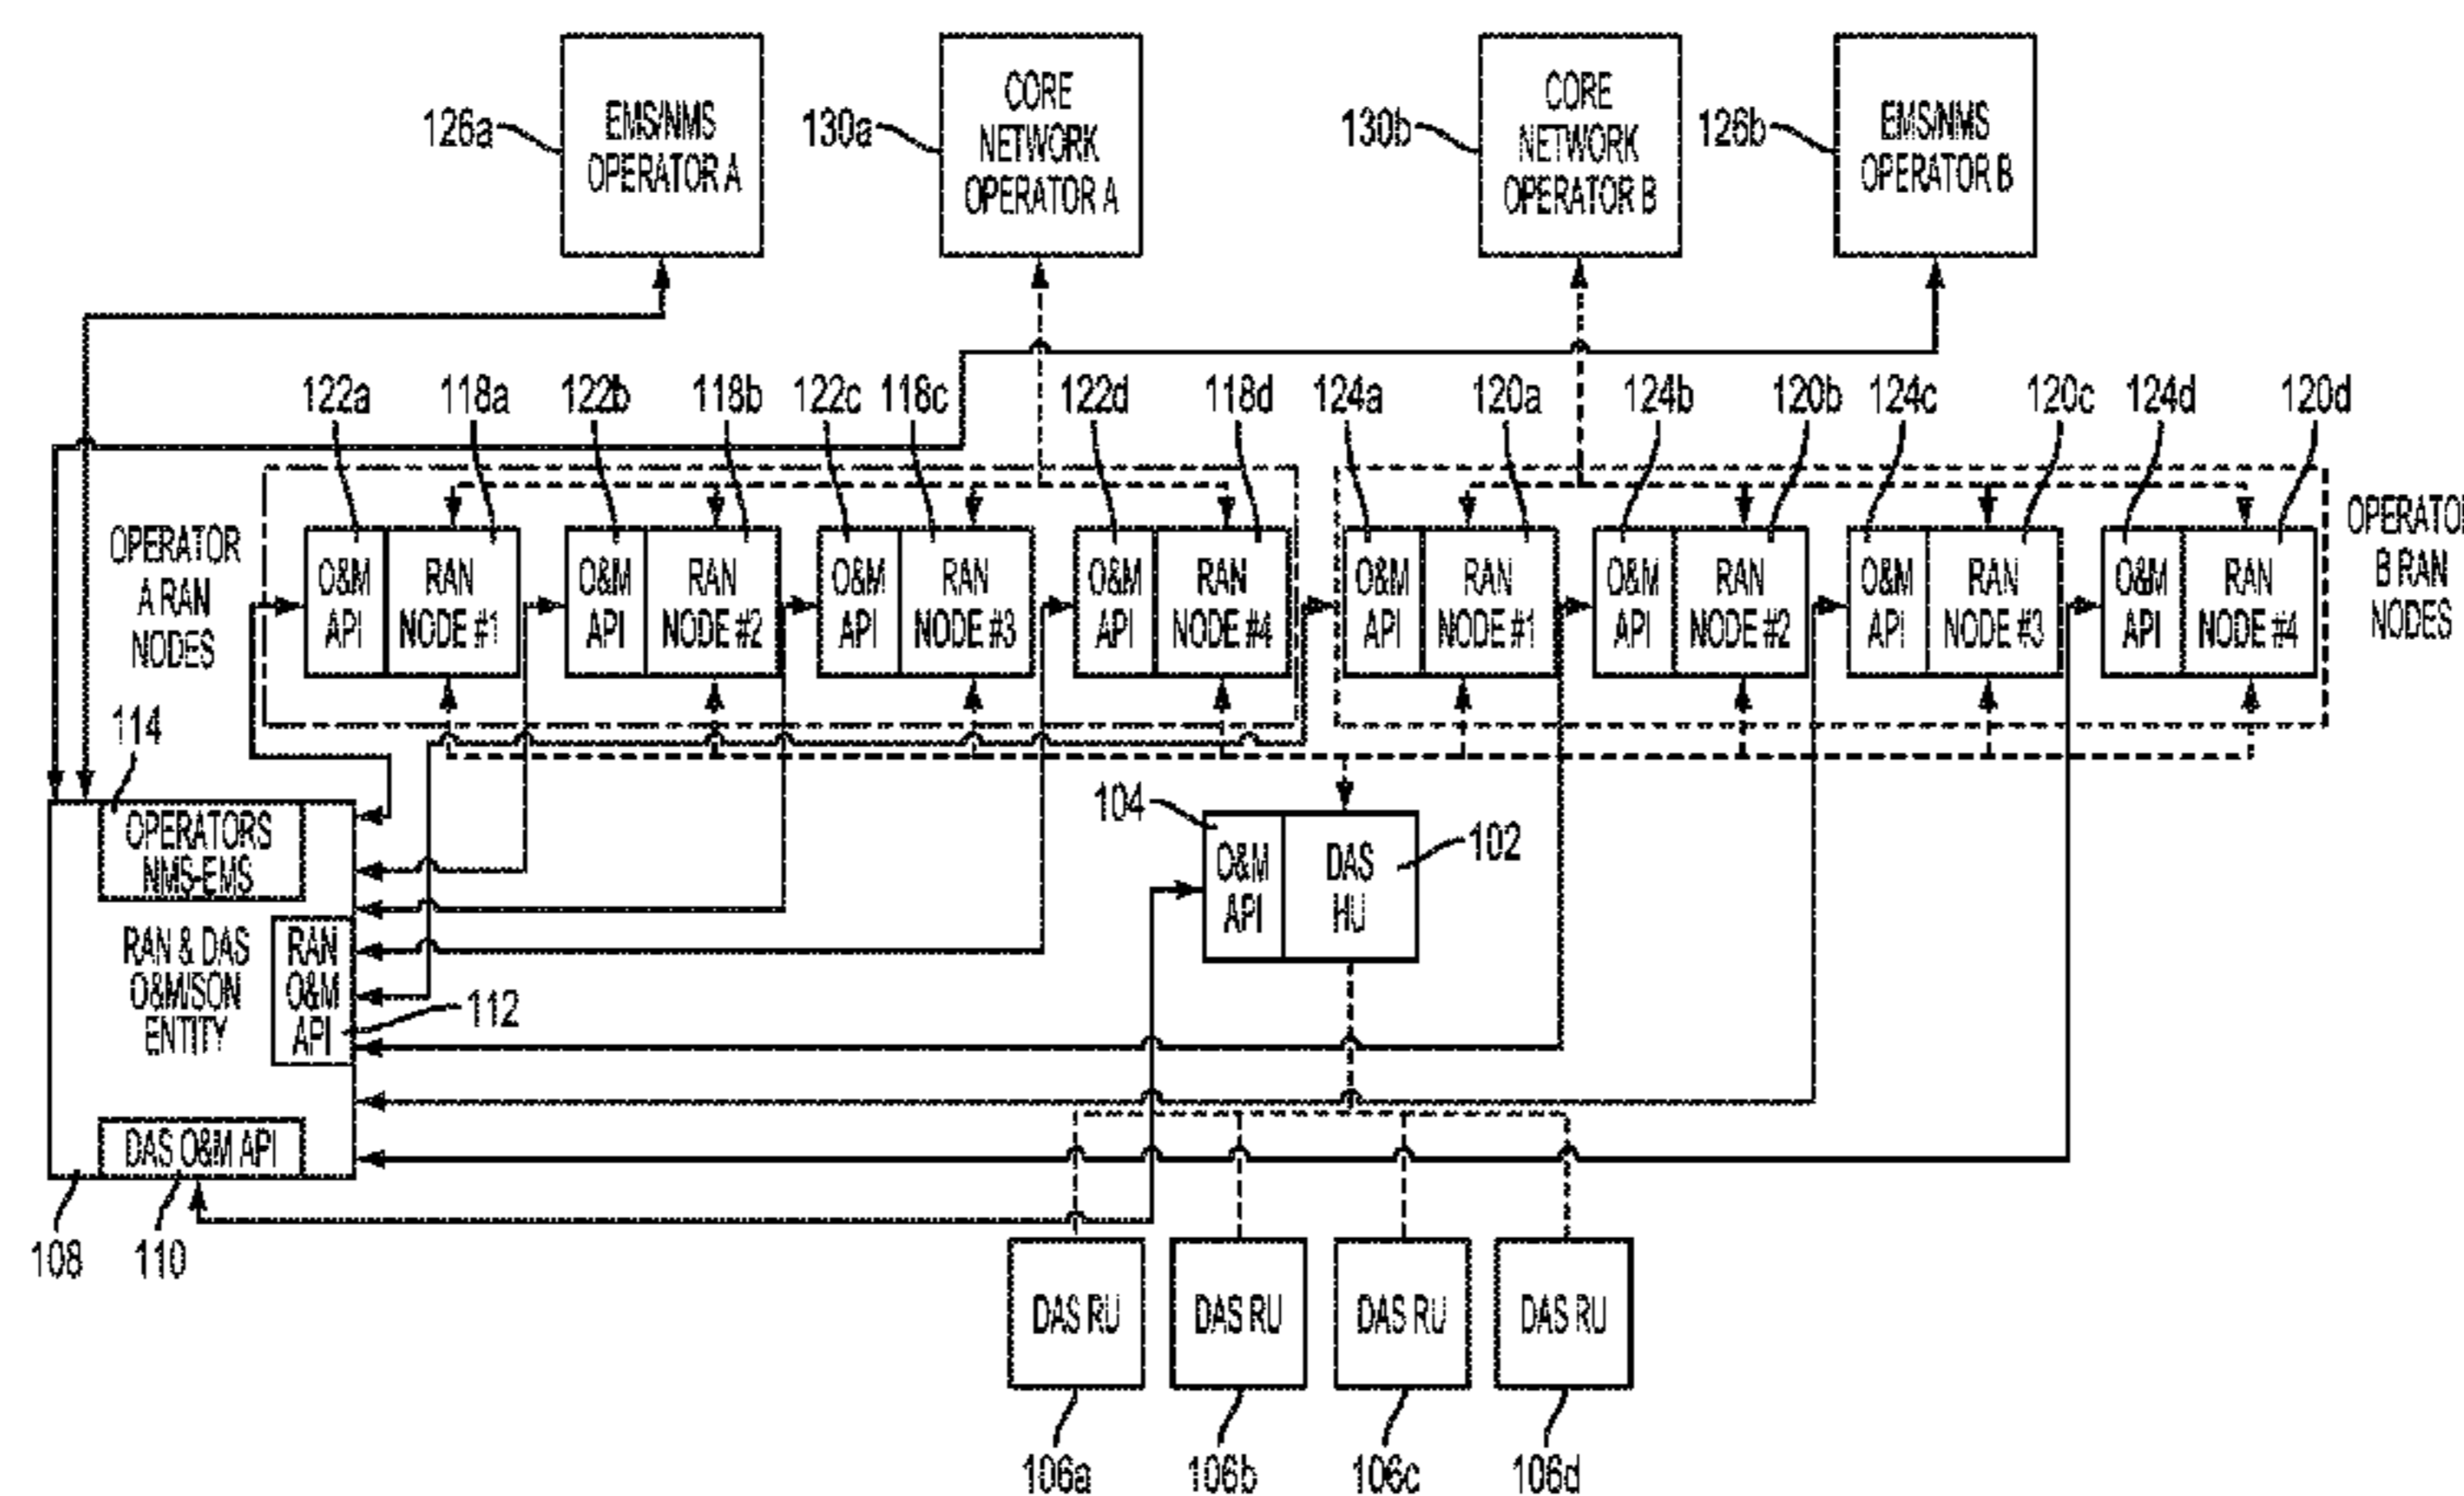 126a
EMS/NMS
OPERATOR A
130a
CORE
NETWORK
OPERATOR A
130b
CORE
NETWORK
OPERATOR B
126b
EMS/NMS
OPERATOR B
122a
118a
122b
118b
122c
118c
122d
118d
124a
120a
124b
120b
124c
120c
124d
120d
OPERATOR
A RAN
NODES
O&M
API
RAN
NODE #1
O&M
API
RAN
NODE #2
O&M
API
RAN
NODE #3
O&M
API
RAN
NODE #4
O&M
API
RAN
NODE #1
O&M
API
RAN
NODE #2
O&M
API
RAN
NODE #3
O&M
API
RAN
NODE #4
OPERATO
B RAN
NODES
114
OPERATORS
NMS-EMS
RAN & DAS
O&M/SON
ENTITY
RAN
O&M
API
112
DAS O&M API
108
110
104
O&M
API
DAS
HU
102
DAS RU
DAS RU
DAS RU
DAS RU
106a
106b
106c
106d